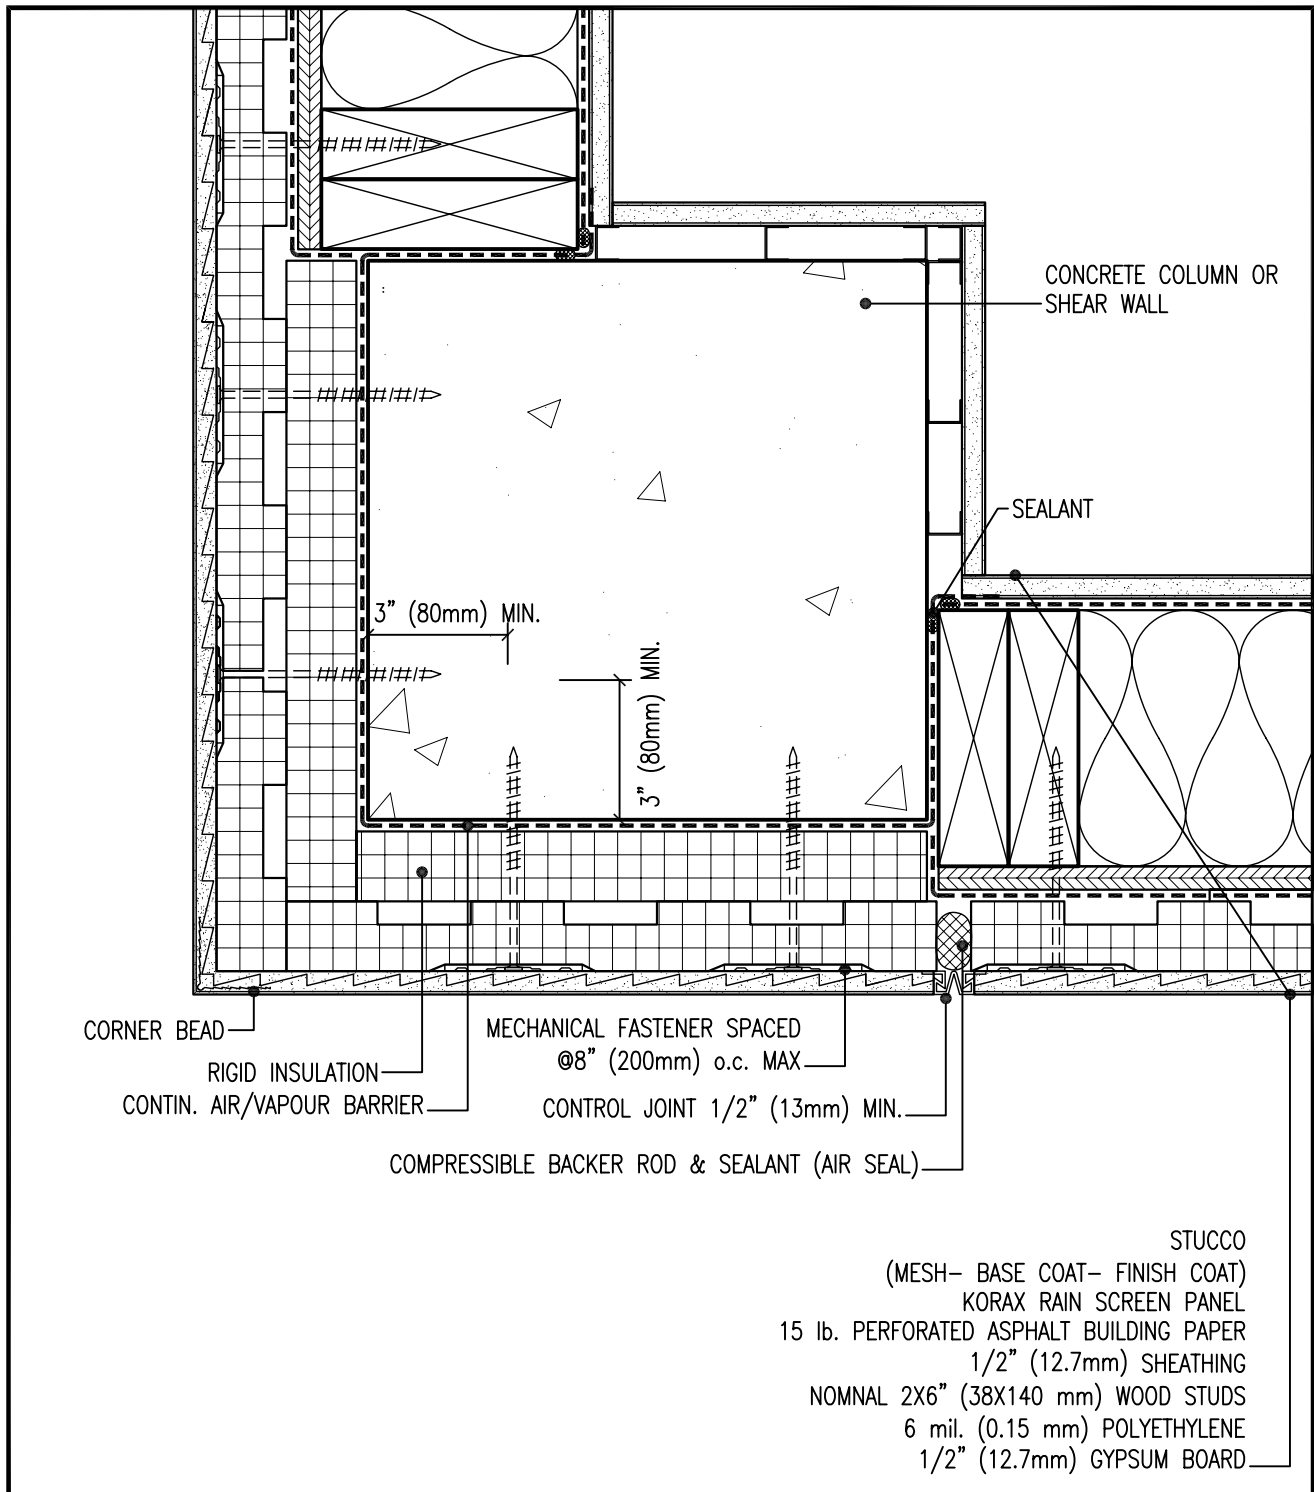 CONCRETE COLUMN OR
SHEAR WALL
SEALANT
3" (80mm) MIN.
3" (80mm) MIN.
CORNER BEAD
RIGID INSULATION
CONTIN. AIR/VAPOUR BARRIER
MECHANICAL FASTENER SPACED
@8" (200mm) o.c. MAX
CONTROL JOINT 1/2" (13mm) MIN.
COMPRESSIBLE BACKER ROD & SEALANT (AIR SEAL)
STUCCO
(MESH- BASE COAT- FINISH COAT)
KORAX RAIN SCREEN PANEL
15 lb. PERFORATED ASPHALT BUILDING PAPER
1/2" (12.7mm) SHEATHING
NOMNAL 2X6" (38X140 mm) WOOD STUDS
6 mil. (0.15 mm) POLYETHYLENE
1/2" (12.7mm) GYPSUM BOARD